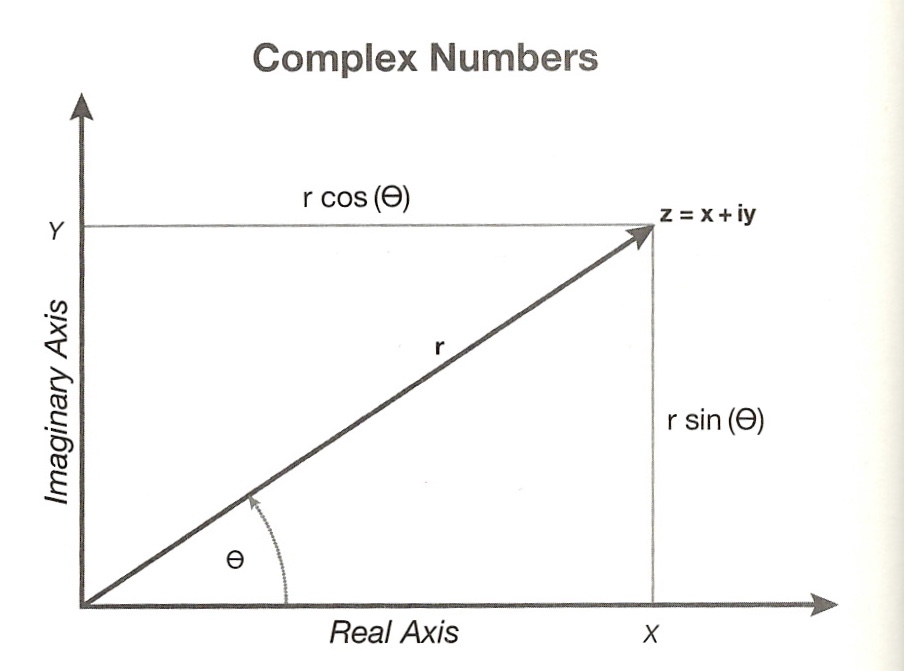 Complex Numbers
r cos (Θ)
z = x + iy
Y
Imaginary Axis
r
r sin (Θ)
Θ
Real Axis
X